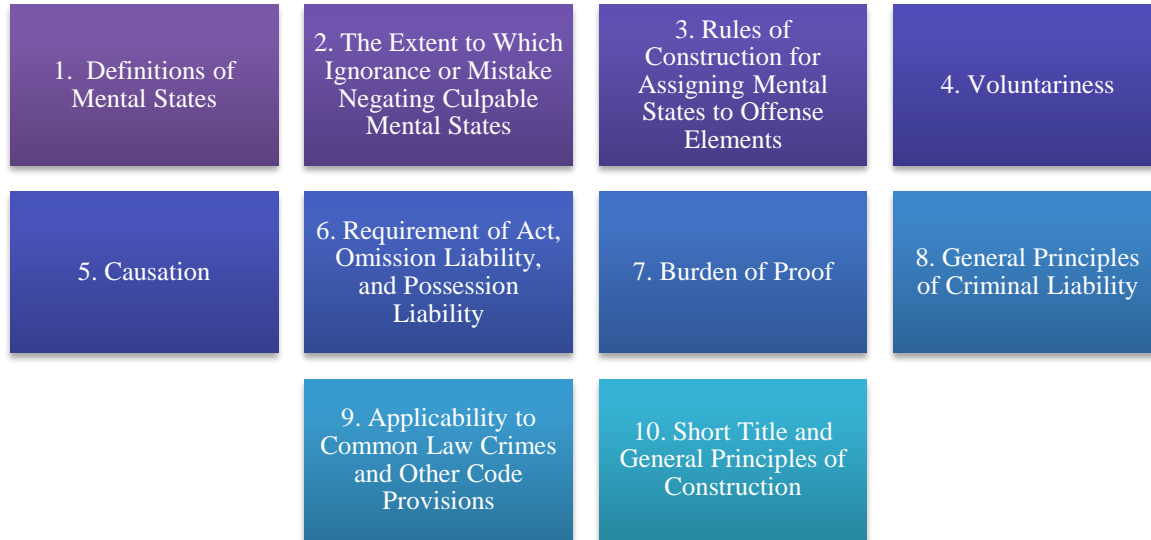 1. Definitions of
Mental States
2. The Extent to Which
Ignorance or Mistake
Negating Culpable
Mental States
3. Rules of
Construction for
Assigning Mental
States to Offense
Elements
4. Voluntariness
5. Causation
6. Requirement of Act,
Omission Liability,
and Possession
Liability
7. Burden of Proof
8. General Principles
of Criminal Liability
9. Applicability to
Common Law Crimes
and Other Code
Provisions
10. Short Title and
General Principles of
Construction